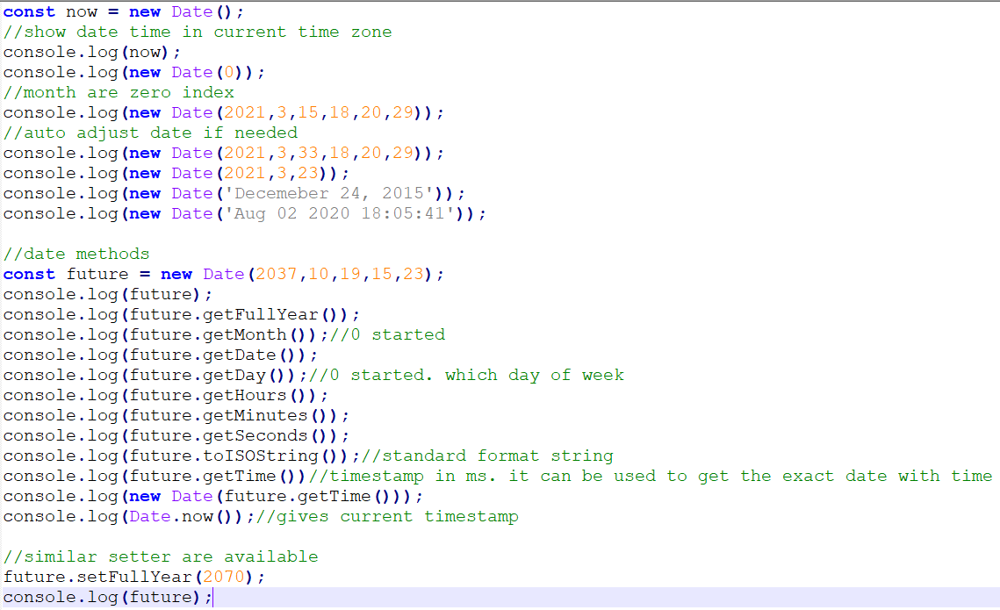 const now = new Date();
//show date time in current time zone
console.log(now);
console.log(new Date(0));
//month are zero index
console.log(new Date(2021,3,15,18,20,29));
//auto adjust date if needed
console.log(new Date(2021,3,33,18,20,29));
console.log(new Date(2021,3,23));
console.log(new Date('Decemeber 24, 2015'));
console.log(new Date('Aug 02 2020 18:05:41'));

//date methods
const future = new Date(2037,10,19,15,23);
console.log(future);
console.log(future.getFullYear());
console.log(future.getMonth());//0 started
console.log(future.getDate());
console.log(future.getDay());//0 started. which day of week
console.log(future.getHours());
console.log(future.getMinutes());
console.log(future.getSeconds());
console.log(future.toISOString());//standard format string
console.log(future.getTime())//timestamp in ms. it can be used to get the exact date with time
console.log(new Date(future.getTime()));
console.log(Date.now());//gives current timestamp

//similar setter are available
future.setFullYear(2070);
console.log(future);